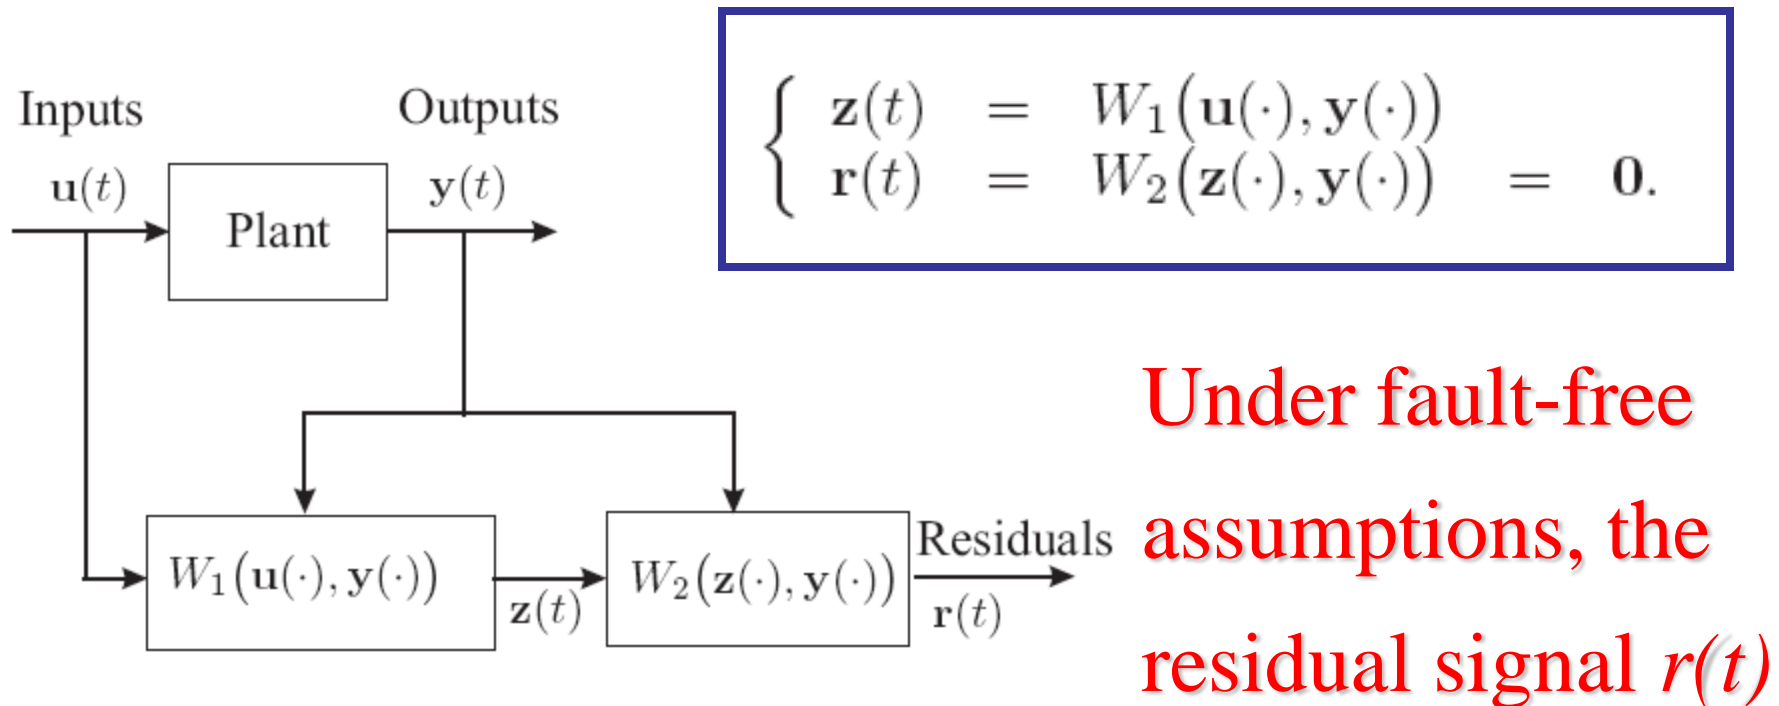 Inputs
Outputs
u(t)
y(t)
Plant
z(t) = W₁(u(·), y(·))
r(t) = W₂(z(·), y(·)) = 0.
W₁(u(·), y(·))
z(t)
W₂(z(·), y(·))
Residuals
r(t)
Under fault-free
assumptions, the
residual signal r(t)